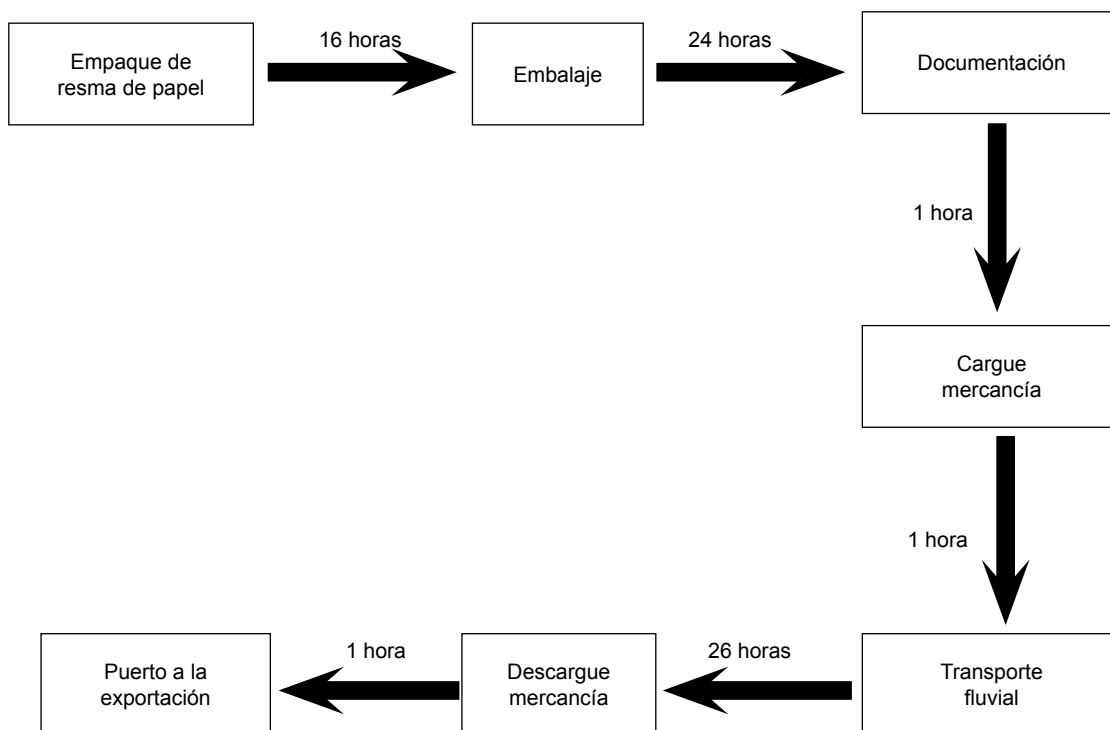 Empaque de
resma de papel
16 horas
Embalaje
24 horas
Documentación
1 hora
Cargue
mercancía
1 hora
Transporte
fluvial
26 horas
Descargue
mercancía
1 hora
Puerto a la
exportación